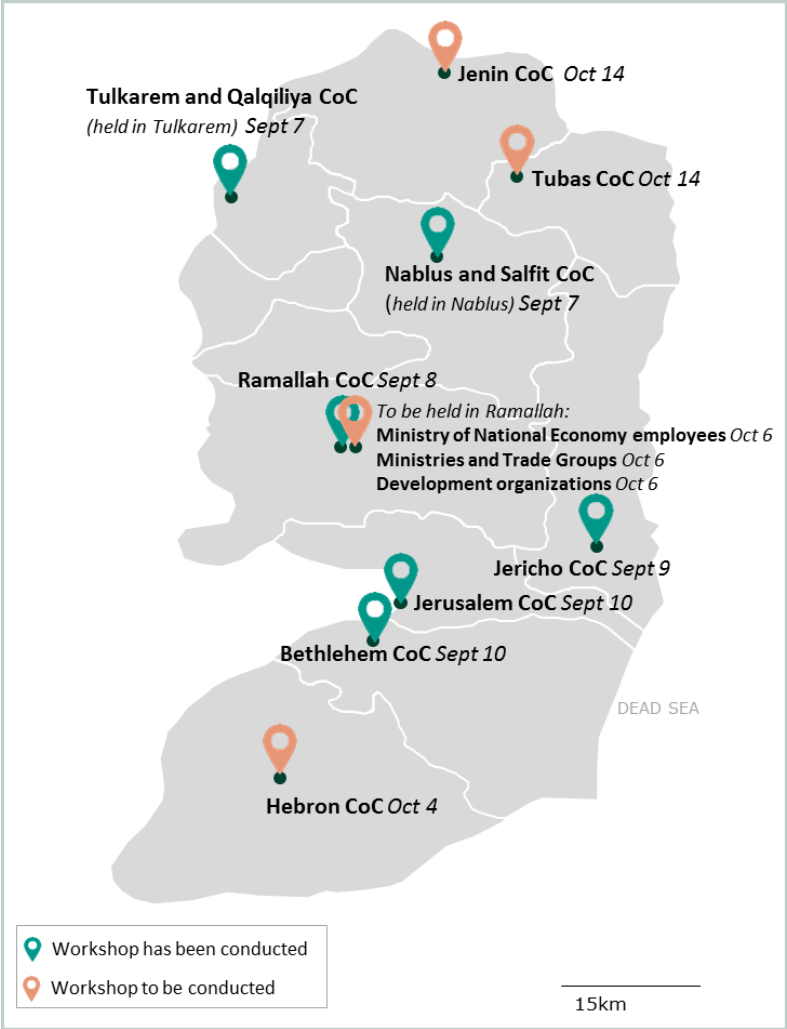 Jenin CoC Oct 14
Tulkarem and Qalqiliya CoC
(held in Tulkarem) Sept 7
Tubas CoC Oct 14
Nablus and Salfit CoC
(held in Nablus) Sept 7
Ramallah CoC Sept 8
To be held in Ramallah:
Ministry of National Economy employees Oct 6
Ministries and Trade Groups Oct 6
Development organizations Oct 6
Jericho CoC Sept 9
Jerusalem CoC Sept 10
Bethlehem CoC Sept 10
DEAD SEA
Hebron CoC Oct 4
Workshop has been conducted
Workshop to be conducted
15km